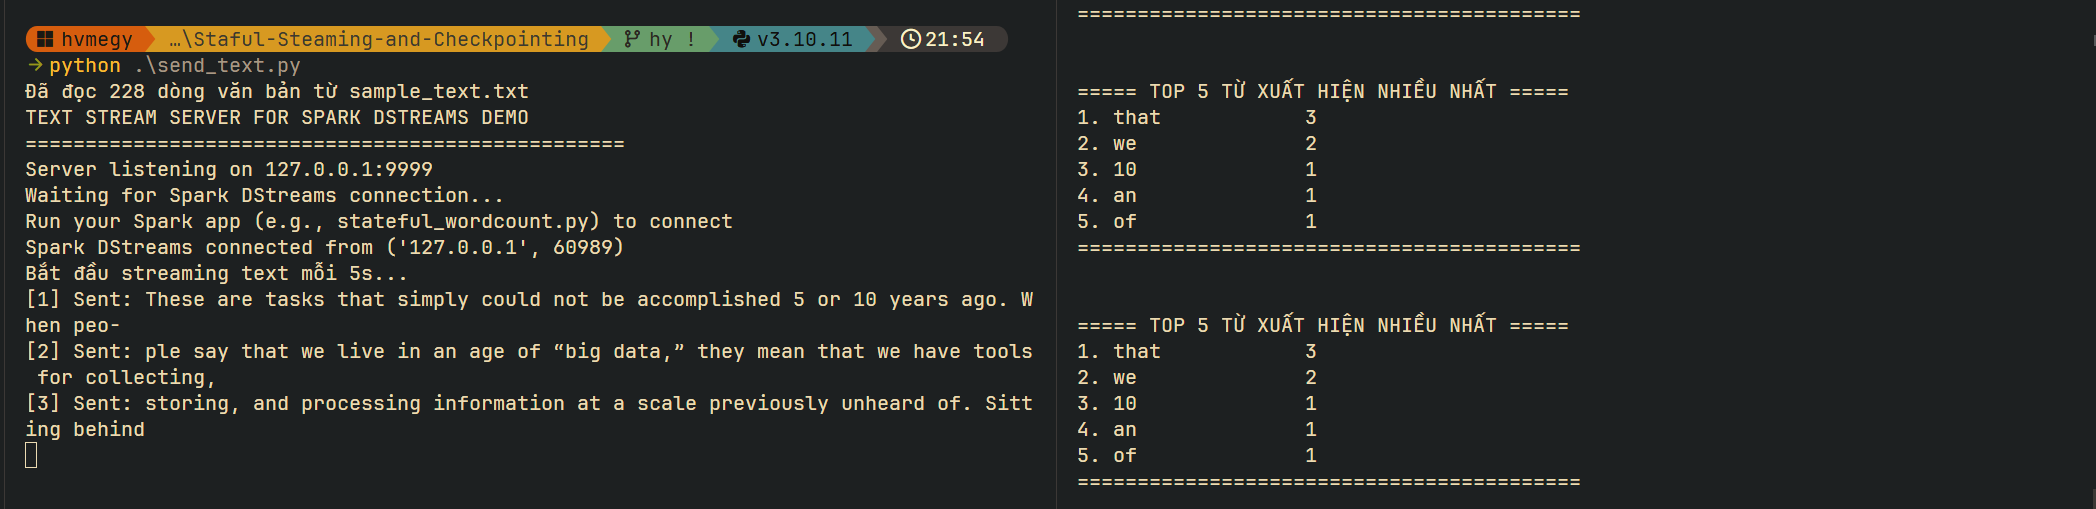 hvmegy …\Staful-Steaming-and-Checkpointing hy ! v3.10.11 21:54
→ python .\send_text.py
Đã đọc 228 dòng văn bản từ sample_text.txt
TEXT STREAM SERVER FOR SPARK DSTREAMS DEMO
==================================================
Server listening on 127.0.0.1:9999
Waiting for Spark DStreams connection...
Run your Spark app (e.g., stateful_wordcount.py) to connect
Spark DStreams connected from ('127.0.0.1', 60989)
Bắt đầu streaming text mỗi 5s...
[1] Sent: These are tasks that simply could not be accomplished 5 or 10 years ago. W
hen peo-
[2] Sent: ple say that we live in an age of “big data,” they mean that we have tools
 for collecting,
[3] Sent: storing, and processing information at a scale previously unheard of. Sitt
ing behind
==========================================
===== TOP 5 TỪ XUẤT HIỆN NHIỀU NHẤT =====
1. that 3
2. we 2
3. 10 1
4. an 1
5. of 1
==========================================
===== TOP 5 TỪ XUẤT HIỆN NHIỀU NHẤT =====
1. that 3
2. we 2
3. 10 1
4. an 1
5. of 1
==========================================